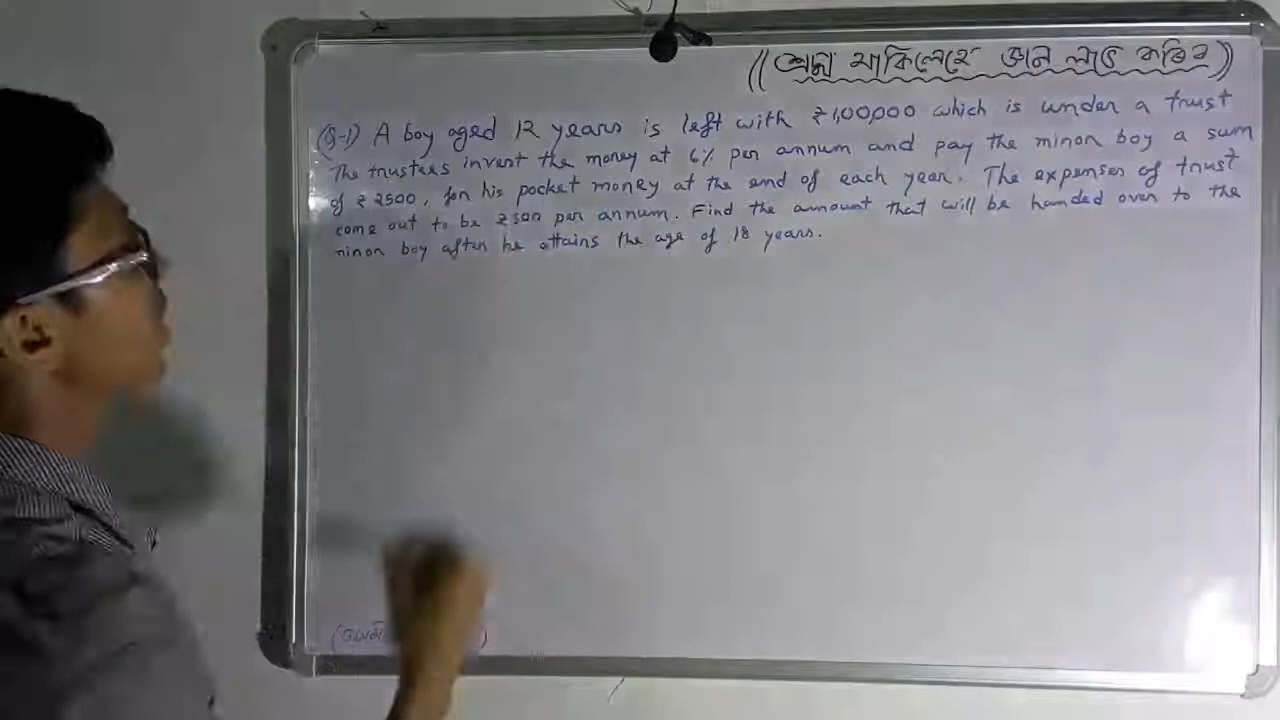 ((শ্রদ্ধা থাকিলেহে জ্ঞান লাভ কৰিব))
(Q-1) A boy aged 12 years is left with ₹1,00,000 which is under a trust
The trustees invest the money at 6% per annum and pay the minor boy a sum
of ₹ 2500, for his pocket money at the end of each year. The expenses of trust
come out to be ₹500 per annum. Find the amount that will be handed over to the
minor boy after he attains the age of 18 years.